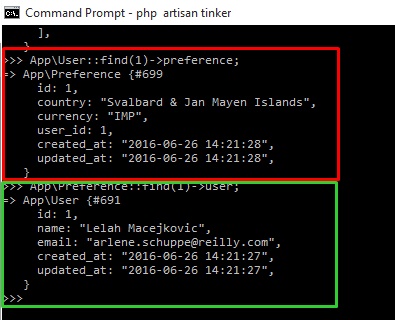 Command Prompt - php  artisan tinker
],
}
>>> App\User::find(1)->preference;
=> App\Preference {#699
id: 1,
country: "Svalbard & Jan Mayen Islands",
currency: "IMP",
user_id: 1,
created_at: "2016-06-26 14:21:28",
updated_at: "2016-06-26 14:21:28",
}
>>> App\Preference::find(1)->user;
=> App\User {#691
id: 1,
name: "Lelah Macejkovic",
email: "arlene.schuppe@reilly.com",
created_at: "2016-06-26 14:21:27",
updated_at: "2016-06-26 14:21:27",
}
>>>